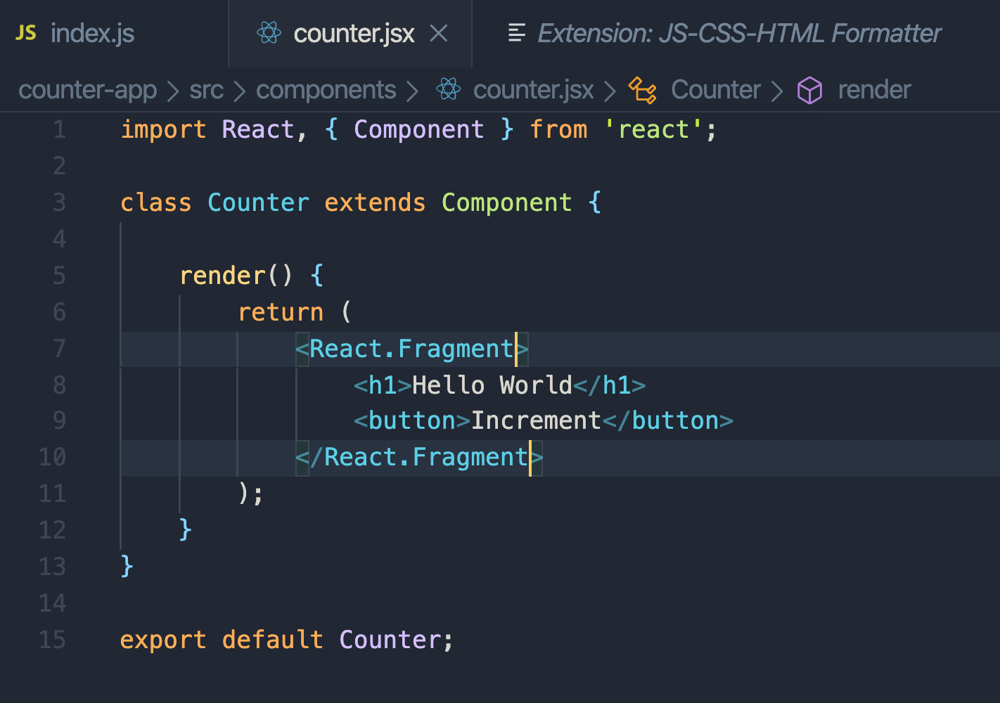 JS index.js counter.jsx Extension: JS-CSS-HTML Formatter
counter-app > src > components > counter.jsx > Counter > render
1 import React, { Component } from 'react';
2
3 class Counter extends Component {
4
5 render() {
6 return (
7 <React.Fragment>
8 <h1>Hello World</h1>
9 <button>Increment</button>
10 </React.Fragment>
11 );
12 }
13 }
14
15 export default Counter;